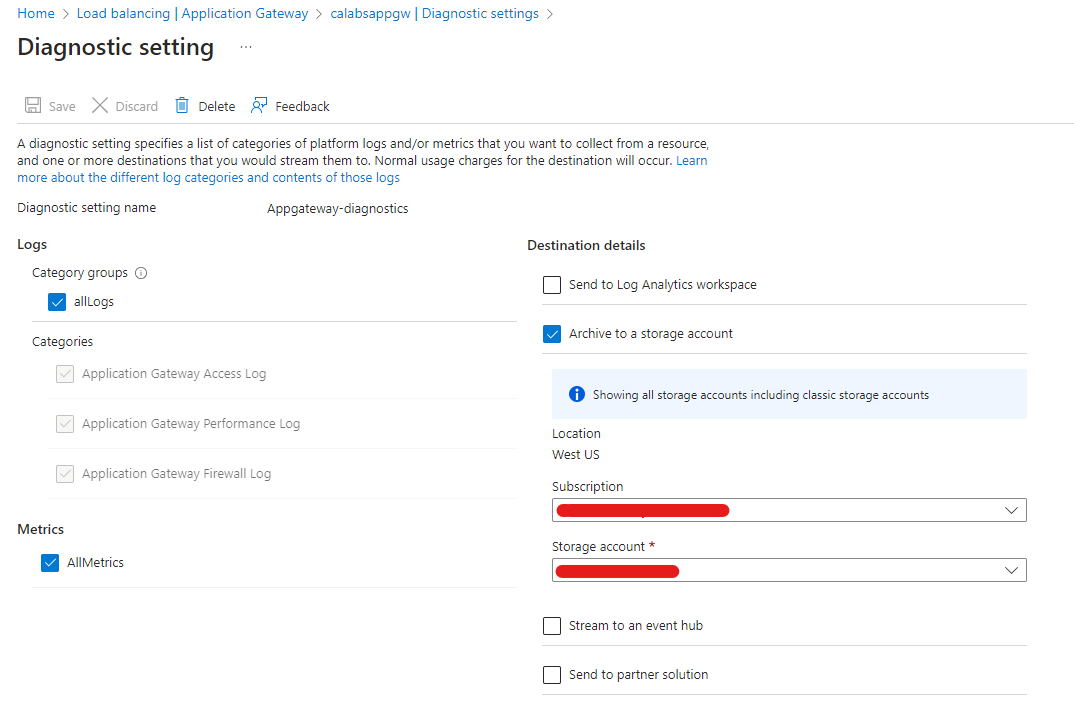 Home > Load balancing | Application Gateway > calabsappgw | Diagnostic settings >
Diagnostic setting ...
Save Discard Delete Feedback
A diagnostic setting specifies a list of categories of platform logs and/or metrics that you want to collect from a resource,
and one or more destinations that you would stream them to. Normal usage charges for the destination will occur. Learn
more about the different log categories and contents of those logs
Diagnostic setting name Appgateway-diagnostics
Logs
Category groups
allLogs
Categories
Application Gateway Access Log
Application Gateway Performance Log
Application Gateway Firewall Log
Metrics
AllMetrics
Destination details
Send to Log Analytics workspace
Archive to a storage account
Showing all storage accounts including classic storage accounts
Location
West US
Subscription
Storage account *
Stream to an event hub
Send to partner solution